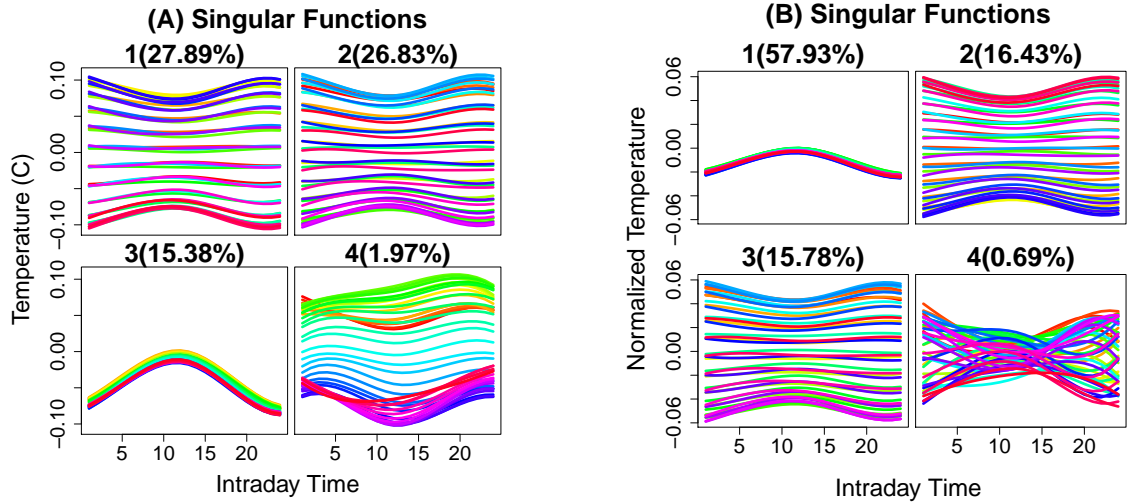 (A) Singular Functions
1(27.89%)
2(26.83%)
0.10
0.00
−0.10
3(15.38%)
4(1.97%)
0.10
0.00
−0.10
5 10 15 20
5 10 15 20
Temperature (C)
Intraday Time
(B) Singular Functions
1(57.93%)
2(16.43%)
0.06
0.00
−0.06
3(15.78%)
4(0.69%)
0.06
0.00
−0.06
5 10 15 20
5 10 15 20
Normalized Temperature
Intraday Time